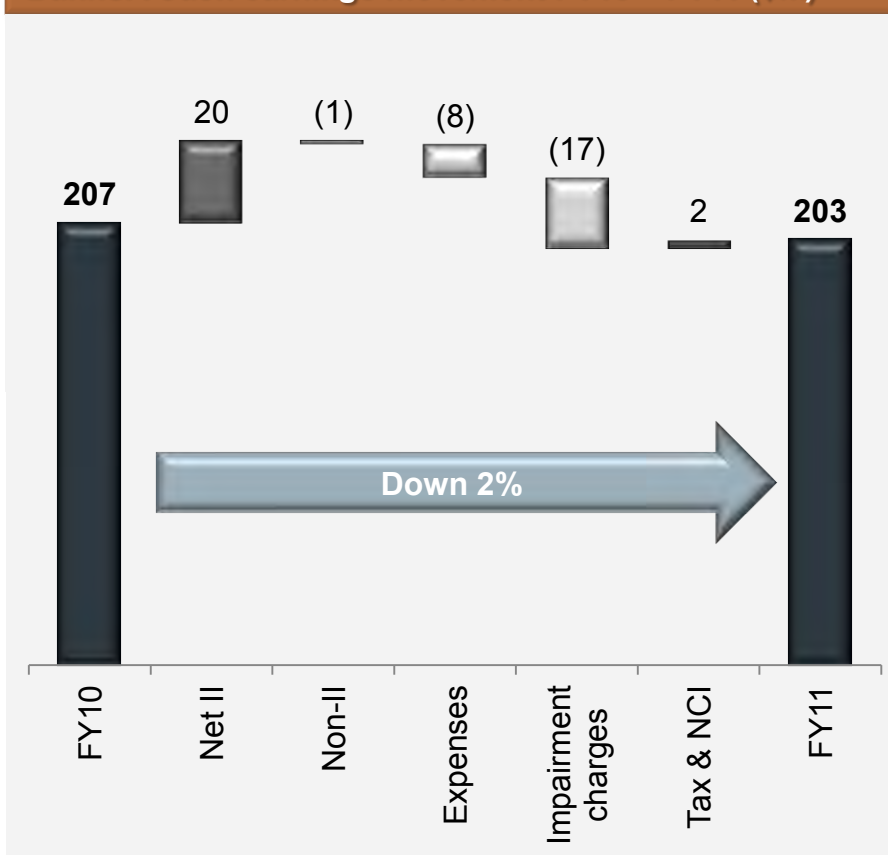 20
(1)
(8)
(17)
207
2
203
Down 2%
FY10
Net II
Non-II
Expenses
Impairment
charges
Tax & NCI
FY11